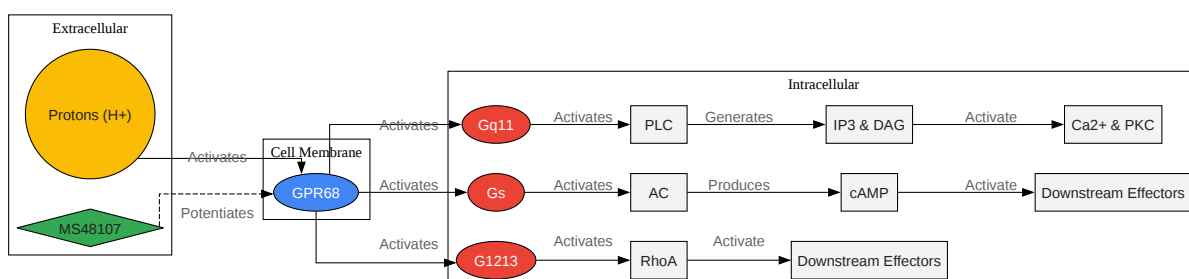 Extracellular
Protons (H+)
MS48107
Activates
Potentiates
Cell Membrane
GPR68
Intracellular
Activates
Gq11
Activates
PLC
Generates
IP3 & DAG
Activate
Ca2+ & PKC
Activates
Gs
Activates
AC
Produces
cAMP
Activate
Downstream Effectors
Activates
G1213
Activates
RhoA
Activate
Downstream Effectors